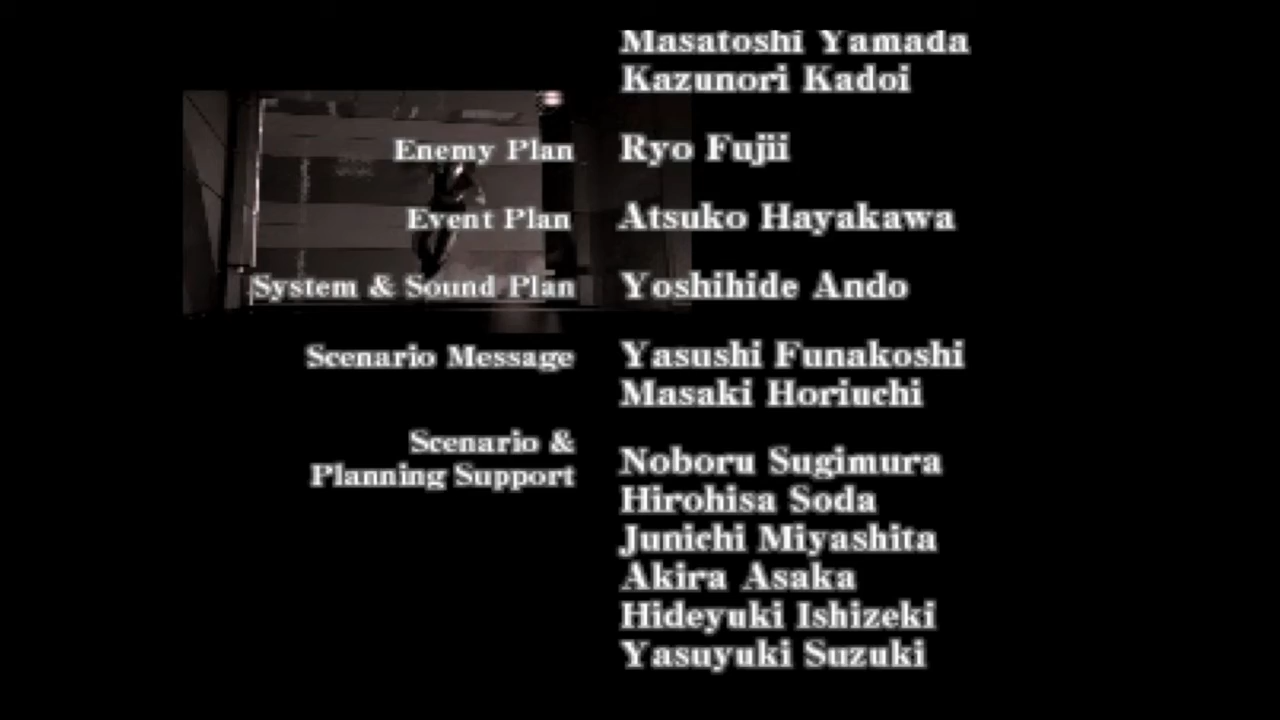 Masatoshi Yamada
Kazunori Kadoi
Enemy Plan Ryo Fujii
Event Plan Atsuko Hayakawa
System & Sound Plan Yoshihide Ando
Scenario Message Yasushi Funakoshi
Masaki Horiuchi
Scenario &
Planning Support
Noboru Sugimura
Hirohisa Soda
Junichi Miyashita
Akira Asaka
Hideyuki Ishizeki
Yasuyuki Suzuki